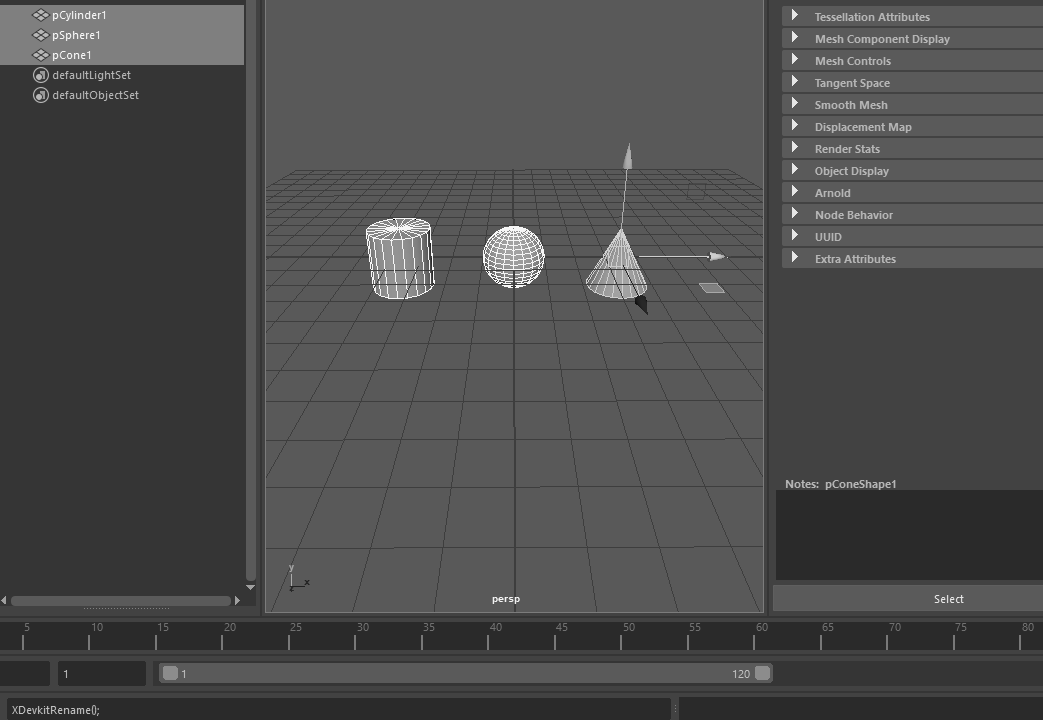 pCylinder1
pSphere1
pCone1
defaultLightSet
defaultObjectSet
y
x
z
persp
Tessellation Attributes
Mesh Component Display
Mesh Controls
Tangent Space
Smooth Mesh
Displacement Map
Render Stats
Object Display
Arnold
Node Behavior
UUID
Extra Attributes
Notes: pConeShape1
Select
5 10 15 20 25 30 35 40 45 50 55 60 65 70 75 80
1 1 120
XDevkitRename();